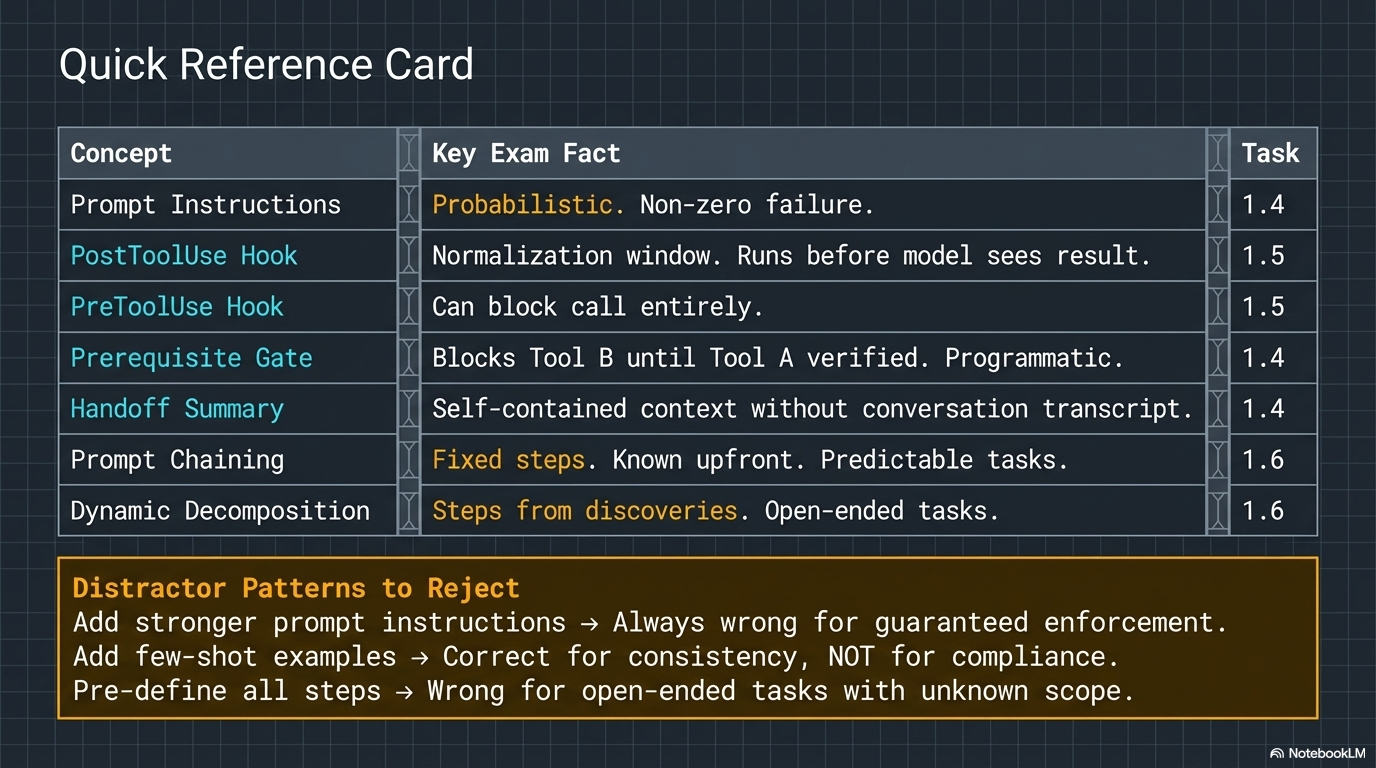 Quick Reference Card
Concept Key Exam Fact Task
Prompt Instructions Probabilistic. Non-zero failure. 1.4
PostToolUse Hook Normalization window. Runs before model sees result. 1.5
PreToolUse Hook Can block call entirely. 1.5
Prerequisite Gate Blocks Tool B until Tool A verified. Programmatic. 1.4
Handoff Summary Self-contained context without conversation transcript. 1.4
Prompt Chaining Fixed steps. Known upfront. Predictable tasks. 1.6
Dynamic Decomposition Steps from discoveries. Open-ended tasks. 1.6
Distractor Patterns to Reject
Add stronger prompt instructions → Always wrong for guaranteed enforcement.
Add few-shot examples → Correct for consistency, NOT for compliance.
Pre-define all steps → Wrong for open-ended tasks with unknown scope.
NotebookLM